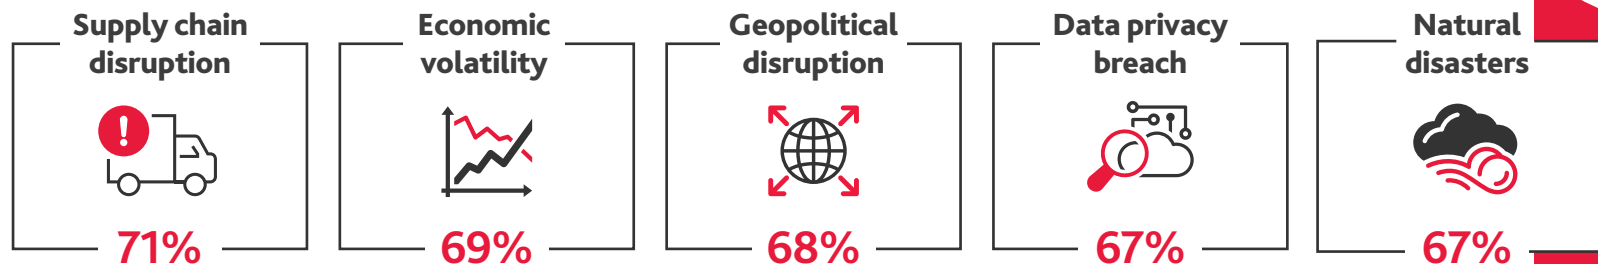 Supply chain
disruption
71%
Economic
volatility
69%
Geopolitical
disruption
68%
Data privacy
breach
67%
Natural
disasters
67%